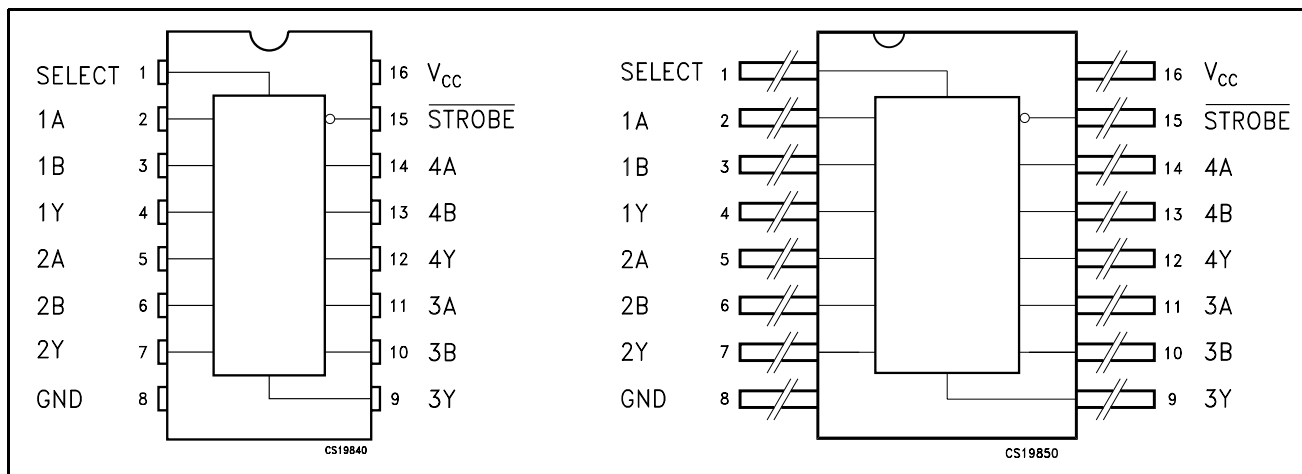 SELECT 1 16 VCC
1A 2 15 STROBE
1B 3 14 4A
1Y 4 13 4B
2A 5 12 4Y
2B 6 11 3A
2Y 7 10 3B
GND 8 9 3Y
CS19840
SELECT 1 16 VCC
1A 2 15 STROBE
1B 3 14 4A
1Y 4 13 4B
2A 5 12 4Y
2B 6 11 3A
2Y 7 10 3B
GND 8 9 3Y
CS19850